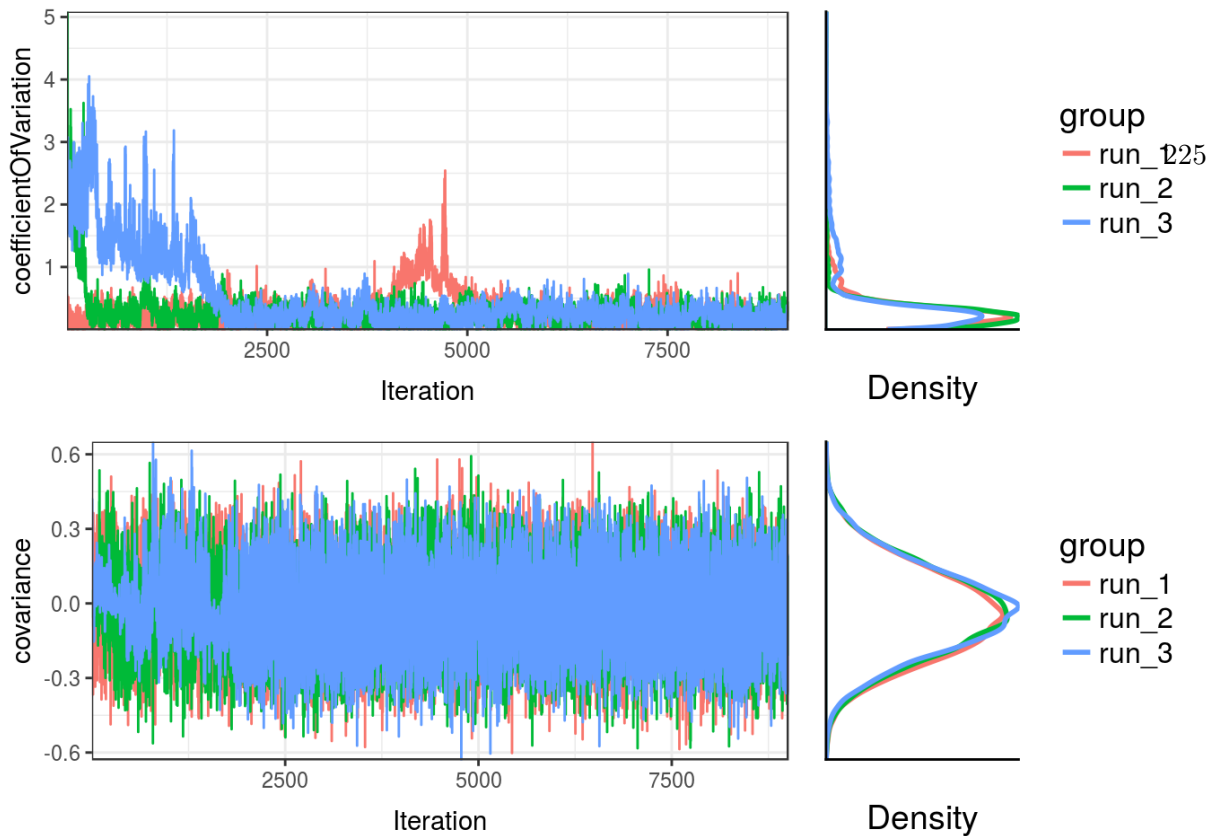 5
4
3
2
1
coefficientOfVariation
2500
5000
7500
Iteration
Density
group
run_1
225
run_2
run_3
0.6
0.3
0.0
-0.3
-0.6
covariance
2500
5000
7500
Iteration
Density
group
run_1
run_2
run_3